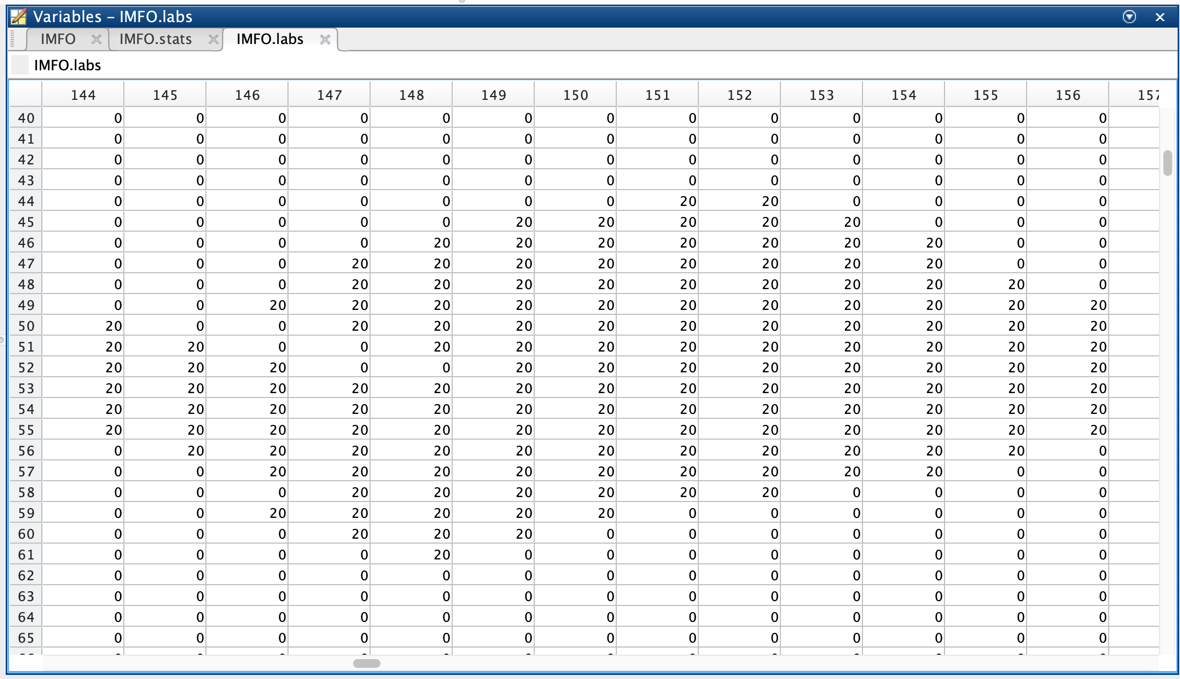 Variables – IMFO.labs
IMFO IMFO.stats IMFO.labs
IMFO.labs
144 145 146 147 148 149 150 151 152 153 154 155 156 157
40 0 0 0 0 0 0 0 0 0 0 0 0 0
41 0 0 0 0 0 0 0 0 0 0 0 0 0
42 0 0 0 0 0 0 0 0 0 0 0 0 0
43 0 0 0 0 0 0 0 0 0 0 0 0 0
44 0 0 0 0 0 0 0 20 20 0 0 0 0
45 0 0 0 0 0 20 20 20 20 20 0 0 0
46 0 0 0 0 20 20 20 20 20 20 20 0 0
47 0 0 0 20 20 20 20 20 20 20 20 0 0
48 0 0 0 20 20 20 20 20 20 20 20 20 0
49 0 0 20 20 20 20 20 20 20 20 20 20 20
50 20 0 0 20 20 20 20 20 20 20 20 20 20
51 20 20 0 0 20 20 20 20 20 20 20 20 20
52 20 20 20 0 0 20 20 20 20 20 20 20 20
53 20 20 20 20 20 20 20 20 20 20 20 20 20
54 20 20 20 20 20 20 20 20 20 20 20 20 20
55 20 20 20 20 20 20 20 20 20 20 20 20 20
56 0 20 20 20 20 20 20 20 20 20 20 20 0
57 0 0 20 20 20 20 20 20 20 20 20 0 0
58 0 0 0 20 20 20 20 20 20 0 0 0 0
59 0 0 20 20 20 20 20 0 0 0 0 0 0
60 0 0 0 20 20 20 0 0 0 0 0 0 0
61 0 0 0 0 20 0 0 0 0 0 0 0 0
62 0 0 0 0 0 0 0 0 0 0 0 0 0
63 0 0 0 0 0 0 0 0 0 0 0 0 0
64 0 0 0 0 0 0 0 0 0 0 0 0 0
65 0 0 0 0 0 0 0 0 0 0 0 0 0